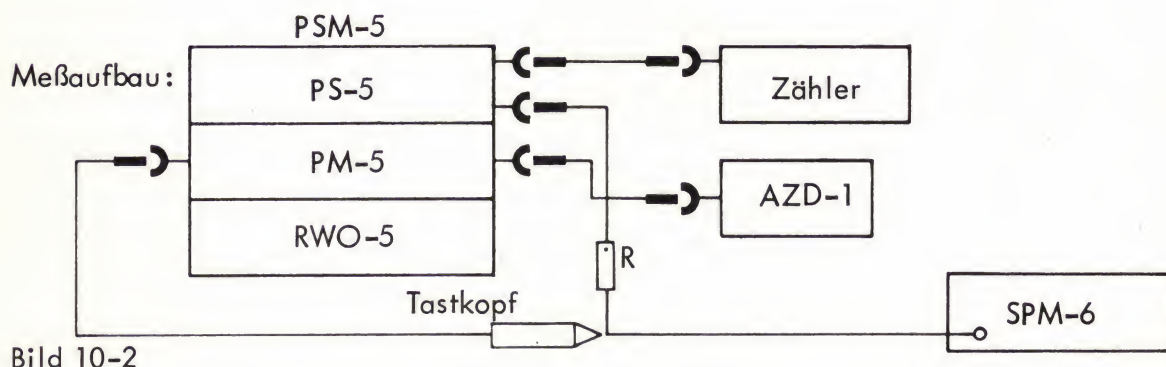 PSM-5
Meßaufbau:
PS-5
Zähler
PM-5
AZD-1
RWO-5
R
Tastkopf
SPM-6
Bild 10-2